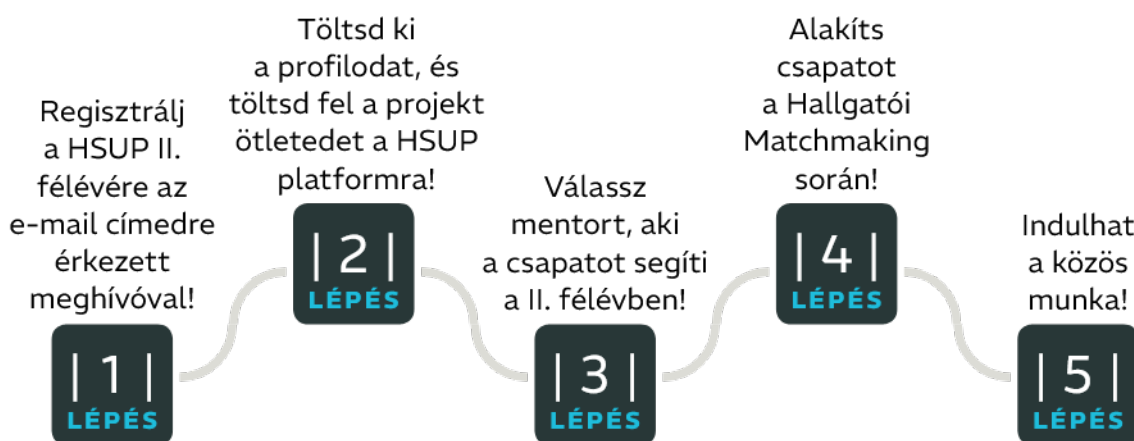 Regisztrálj
a HSUP II.
félévére az
e-mail címedre
érkezett
meghívóval!
| 1 |
LÉPÉS
Töltsd ki
a profilodat, és
töltsd fel a projekt
ötletedet a HSUP
platformra!
| 2 |
LÉPÉS
Válassz
mentort, aki
a csapatot segíti
a II. félévben!
| 3 |
LÉPÉS
Alakíts
csapatot
a Hallgatói
Matchmaking
során!
| 4 |
LÉPÉS
Indulhat
a közös
munka!
| 5 |
LÉPÉS